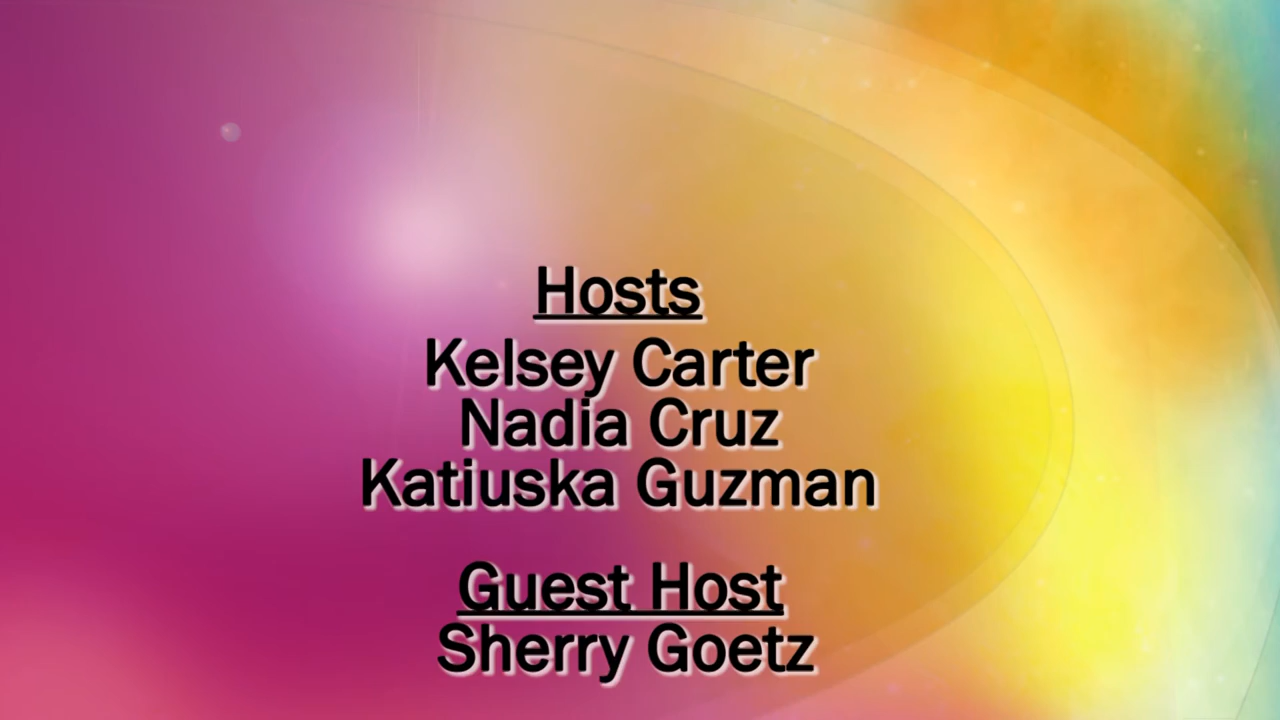 Hosts
Kelsey Carter
Nadia Cruz
Katiuska Guzman
Guest Host
Sherry Goetz